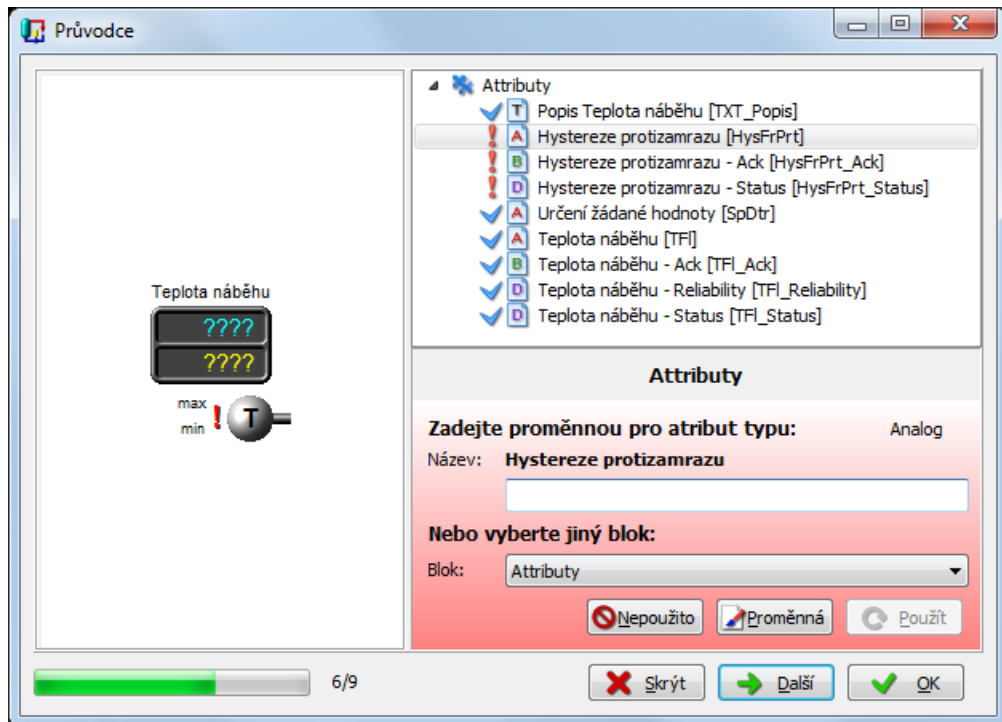 Průvodce
Teplota náběhu
????
????
max
min
!
T
Attributy
T Popis Teplota náběhu [TXT_Popis]
! A Hystereze protizamrazu [HysFrPrt]
! B Hystereze protizamrazu - Ack [HysFrPrt_Ack]
! D Hystereze protizamrazu - Status [HysFrPrt_Status]
A Určení žádané hodnoty [SpDtr]
A Teplota náběhu [TFl]
B Teplota náběhu - Ack [TFl_Ack]
D Teplota náběhu - Reliability [TFl_Reliability]
D Teplota náběhu - Status [TFl_Status]
Attributy
Zadejte proměnnou pro atribut typu: Analog
Název: Hystereze protizamrazu
Nebo vyberte jiný blok:
Blok: Attributy
Nepoužito Proměnná Použít
6/9 Skrýt Další OK